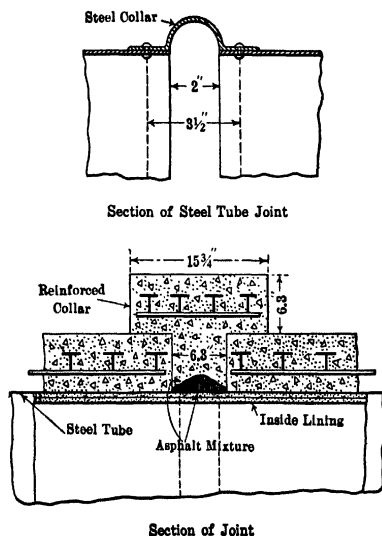 Steel Collar
2"
3½"
Section of Steel Tube Joint
15¾"
Reinforced
Collar
6.3"
6.3
Steel Tube
Asphalt Mixture
Inside Lining
Section of Joint